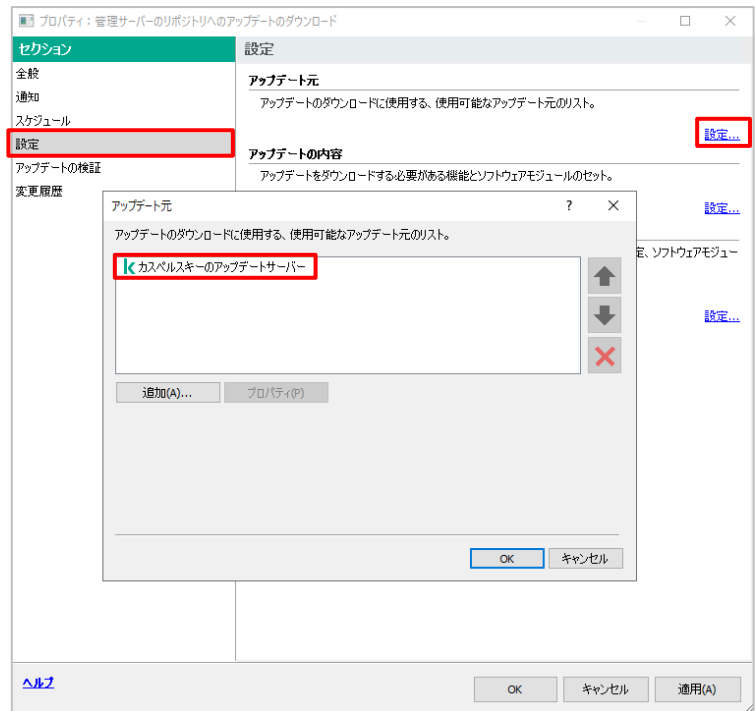 プロパティ：管理サーバーのリポジトリへのアップデートのダウンロード
セクション
全般
通知
スケジュール
設定
アップデートの検証
変更履歴
設定
アップデート元
アップデートのダウンロードに使用する、使用可能なアップデート元のリスト。
設定...
アップデートの内容
アップデートをダウンロードする必要がある機能とソフトウェアモジュールのセット。
設定...
定、ソフトウェアモジュー
設定...
アップデート元
?
アップデートのダウンロードに使用する、使用可能なアップデート元のリスト。
カスペルスキーのアップデートサーバー
追加(A)...
プロパティ(P)
OK
キャンセル
ヘルプ
OK
キャンセル
適用(A)